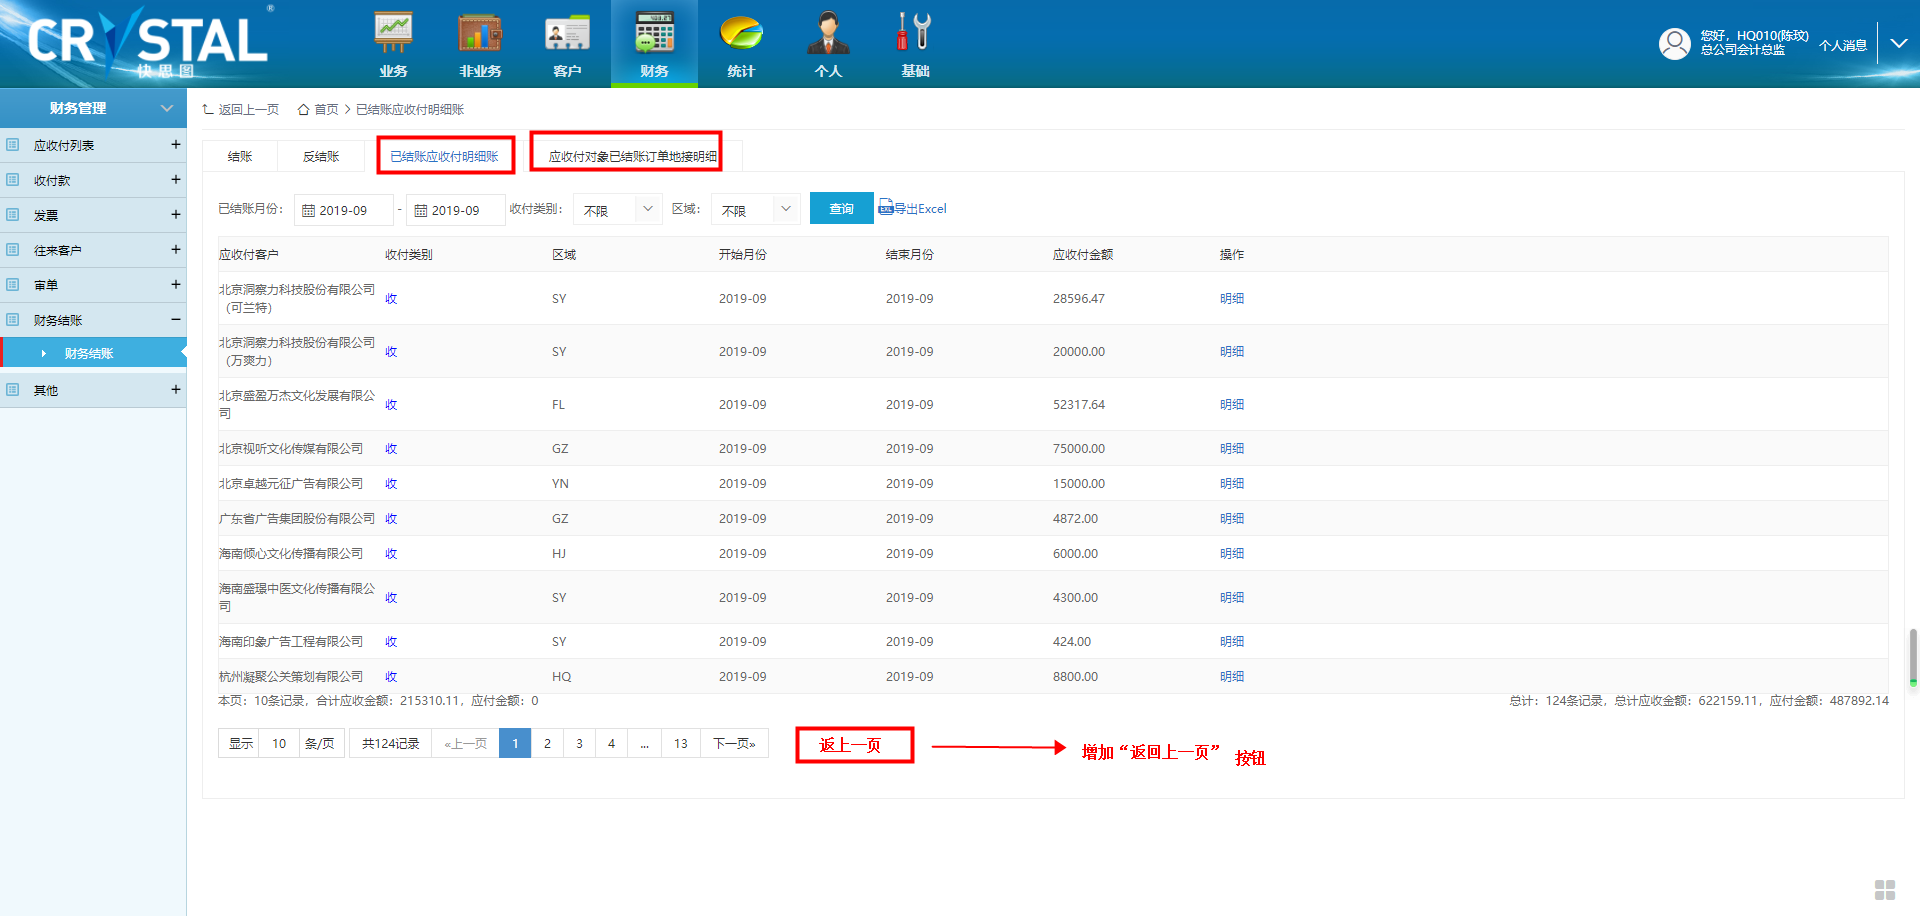 CRYSTAL®
快思图
业务
非业务
客户
财务
统计
个人
基础
您好，HQ010(陈玟)
总公司会计总监
个人消息
财务管理
应收付列表 +
收付款 +
发票 +
往来客户 +
审单 +
财务结账 −
财务结账
其他 +
返回上一页 首页 > 已结账应收付明细账
结账 反结账 已结账应收付明细账 应收付对象已结账订单地接明细
已结账月份： 2019-09 - 2019-09 收付类别： 不限 区域： 不限 查询 导出Excel
应收付客户 收付类别 区域 开始月份 结束月份 应收付金额 操作
北京洞察力科技股份有限公司
（可兰特） 收 SY 2019-09 2019-09 28596.47 明细
北京洞察力科技股份有限公司
（万爽力） 收 SY 2019-09 2019-09 20000.00 明细
北京盛盈万杰文化发展有限公
司 收 FL 2019-09 2019-09 52317.64 明细
北京视听文化传媒有限公司 收 GZ 2019-09 2019-09 75000.00 明细
北京卓越元征广告有限公司 收 YN 2019-09 2019-09 15000.00 明细
广东省广告集团股份有限公司 收 GZ 2019-09 2019-09 4872.00 明细
海南倾心文化传播有限公司 收 HJ 2019-09 2019-09 6000.00 明细
海南盛璟中医文化传播有限公
司 收 SY 2019-09 2019-09 4300.00 明细
海南印象广告工程有限公司 收 SY 2019-09 2019-09 424.00 明细
杭州凝聚公关策划有限公司 收 HQ 2019-09 2019-09 8800.00 明细
本页：10条记录，合计应收金额：215310.11，应付金额：0
总计：124条记录，总计应收金额：622159.11，应付金额：487892.14
显示 10 条/页 共124记录 «上一页 1 2 3 4 ... 13 下一页»
返上一页
增加“返回上一页” 按钮